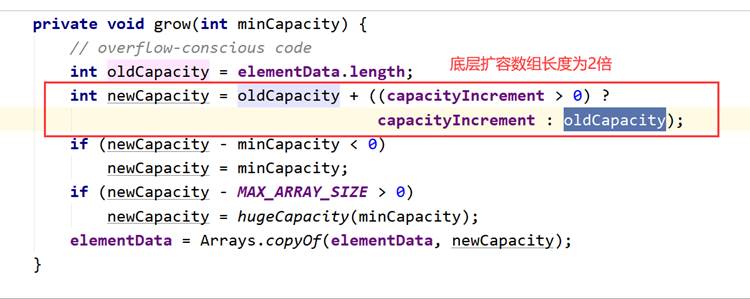 private void grow(int minCapacity) {
// overflow-conscious code
int oldCapacity = elementData.length;
底层扩容数组长度为2倍
int newCapacity = oldCapacity + ((capacityIncrement > 0) ?
capacityIncrement : oldCapacity);
if (newCapacity - minCapacity < 0)
newCapacity = minCapacity;
if (newCapacity - MAX_ARRAY_SIZE > 0)
newCapacity = hugeCapacity(minCapacity);
elementData = Arrays.copyOf(elementData, newCapacity);
}